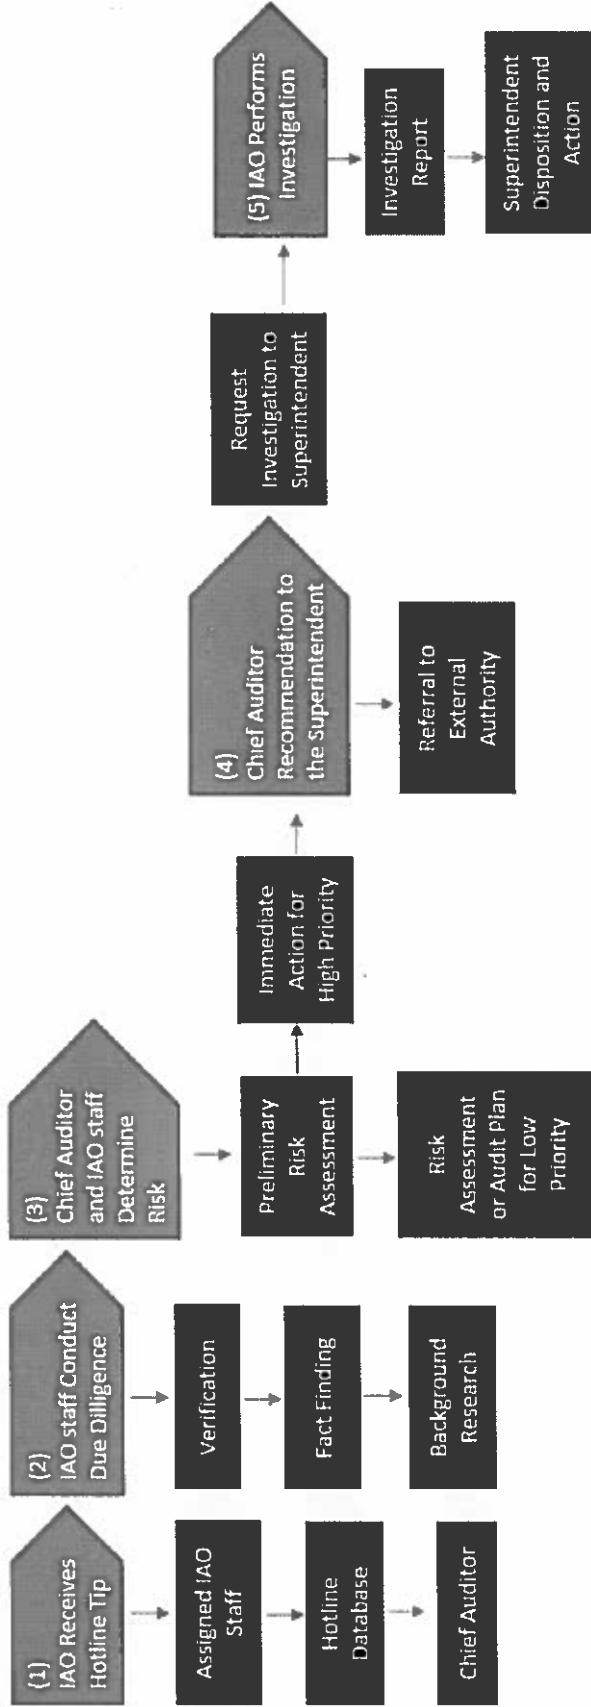 (1)
IAO Receives
Hotline Tip
Assigned IAO
Staff
Hotline
Database
Chief Auditor
(2)
IAO staff Conduct
Due Dilligence
Verification
Fact Finding
Background
Research
(3)
Chief Auditor
and IAO staff
Determine
Risk
Preliminary
Risk
Assessment
Risk
Assessment
or Audit Plan
for Low
Priority
Immediate
Action for
High Priority
(4)
Chief Auditor
Recommendation to
the Superintendent
Referral to
External
Authority
Request
Investigation to
Superintendent
(5) IAO Performs
Investigation
Investigation
Report
Superintendent
Disposition and
Action